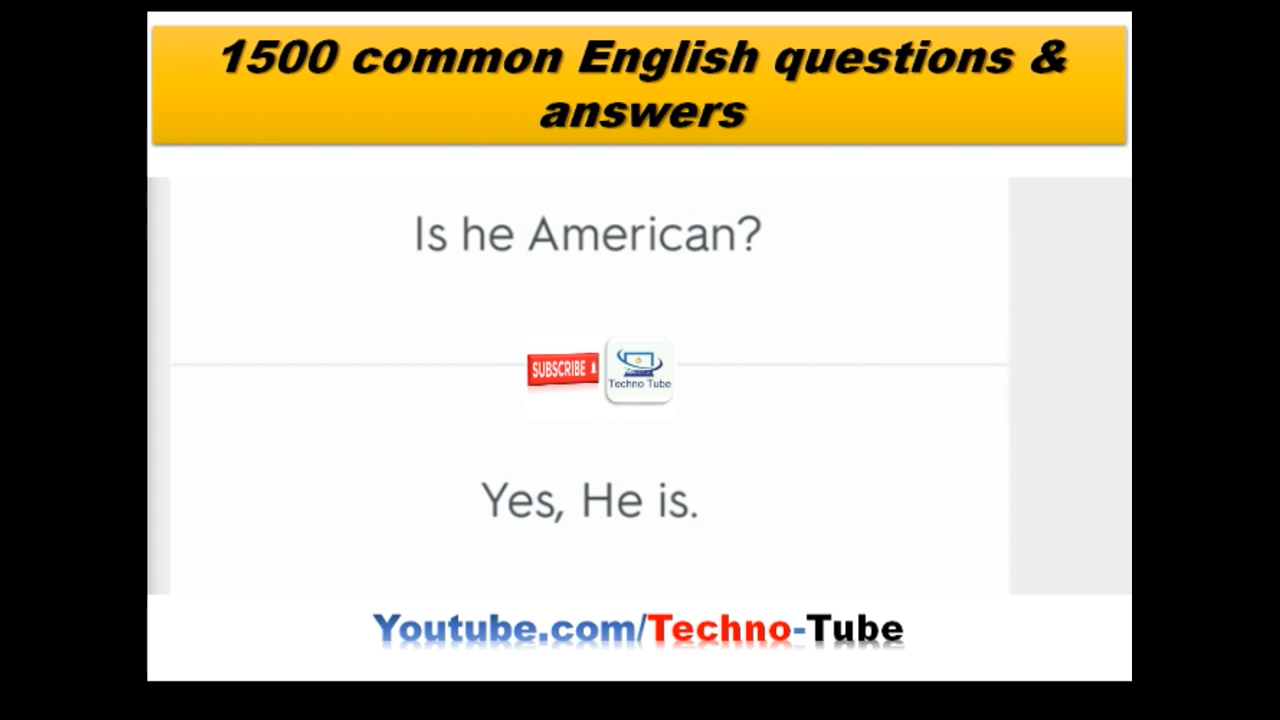 1500 common English questions &
answers
Is he American?
SUBSCRIBE
Techno Tube
Yes, He is.
Youtube.com/Techno-Tube